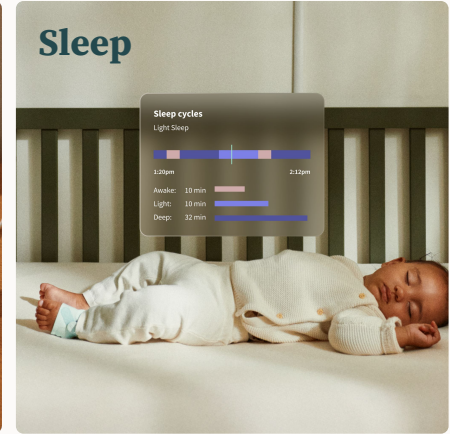 Sleep
Sleep cycles
Light Sleep
1:20pm 2:12pm
Awake: 10 min
Light: 10 min
Deep: 32 min